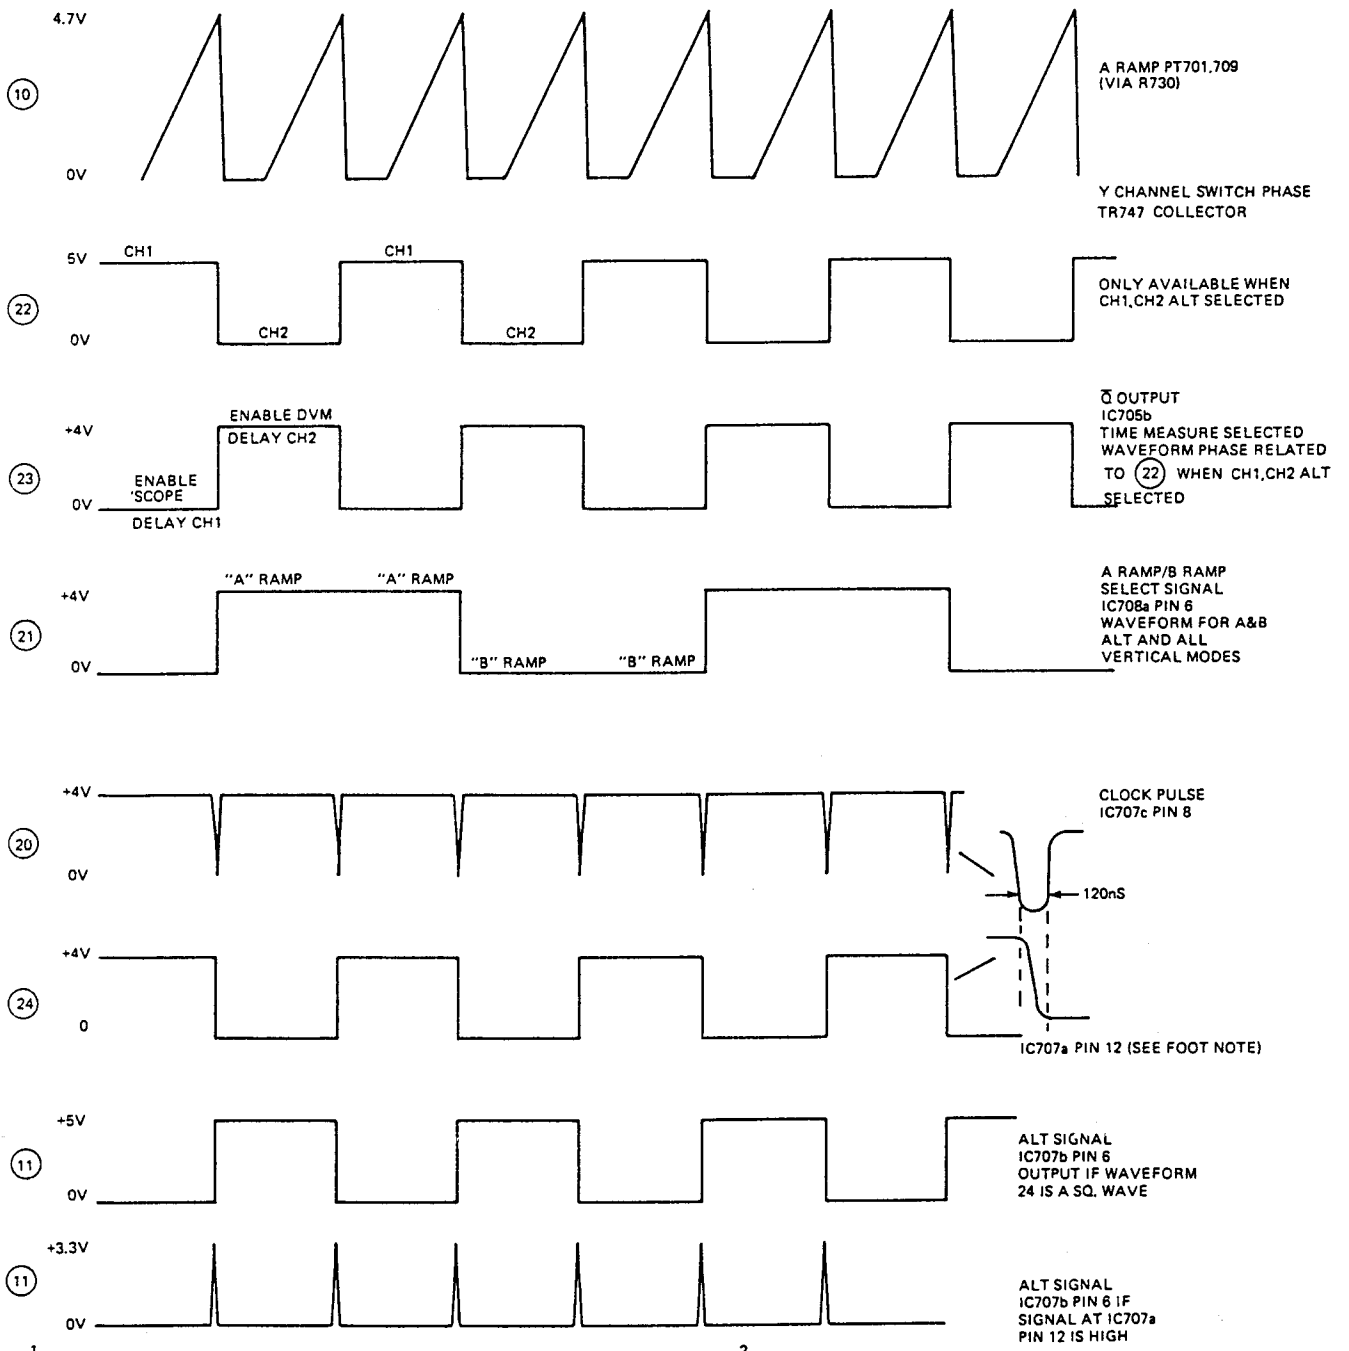 4.7V
10
0V
A RAMP PT701,709
(VIA R730)
Y CHANNEL SWITCH PHASE
TR747 COLLECTOR
5V
CH1
CH1
22
0V
CH2
CH2
ONLY AVAILABLE WHEN
CH1,CH2 ALT SELECTED
+4V
ENABLE DVM
DELAY CH2
23
ENABLE
'SCOPE
0V
DELAY CH1
Q̅ OUTPUT
IC705b
TIME MEASURE SELECTED
WAVEFORM PHASE RELATED
TO 22 WHEN CH1,CH2 ALT
SELECTED
+4V
"A" RAMP
"A" RAMP
21
0V
"B" RAMP
"B" RAMP
A RAMP/B RAMP
SELECT SIGNAL
IC708a PIN 6
WAVEFORM FOR A&B
ALT AND ALL
VERTICAL MODES
+4V
20
0V
CLOCK PULSE
IC707c PIN 8
120nS
+4V
24
0
IC707a PIN 12 (SEE FOOT NOTE)
+5V
11
0V
ALT SIGNAL
IC707b PIN 6
OUTPUT IF WAVEFORM
24 IS A SQ. WAVE
+3.3V
11
0V
ALT SIGNAL
IC707b PIN 6 IF
SIGNAL AT IC707a
PIN 12 IS HIGH